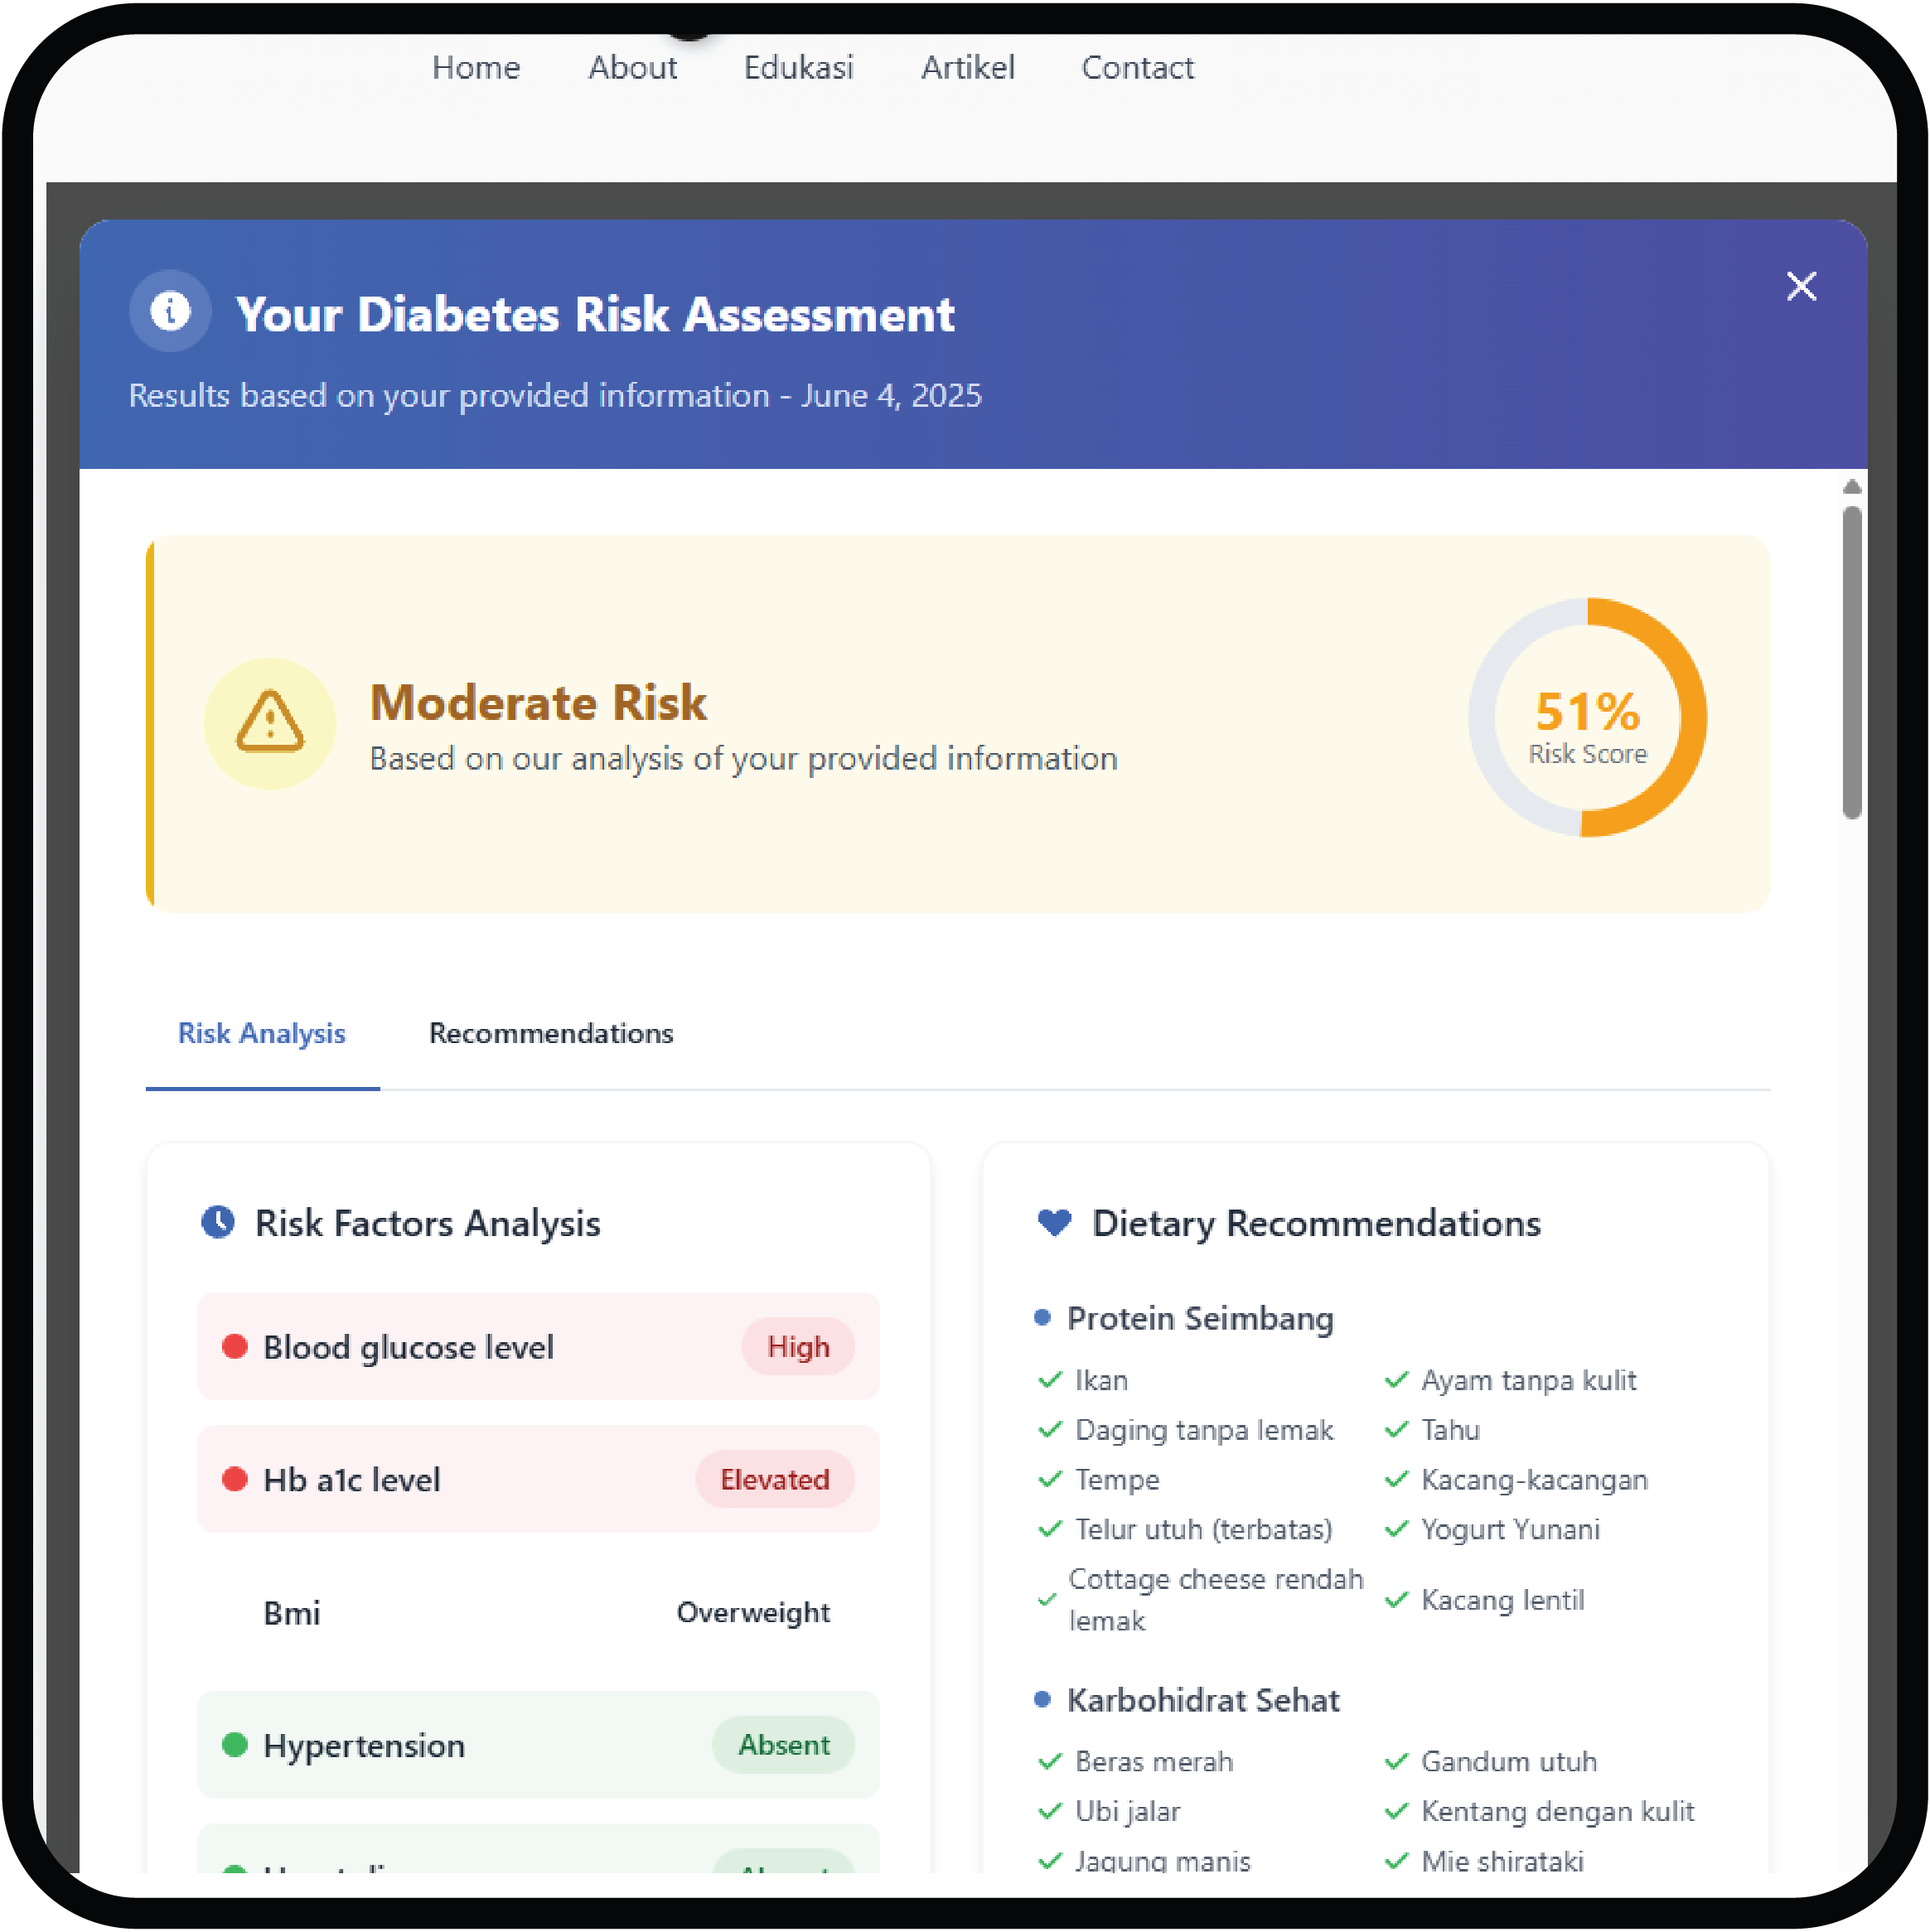 Home About Edukasi Artikel Contact
Your Diabetes Risk Assessment
Results based on your provided information - June 4, 2025
Moderate Risk
Based on our analysis of your provided information
51%
Risk Score
Risk Analysis Recommendations
Risk Factors Analysis
Blood glucose level High
Hb a1c level Elevated
Bmi Overweight
Hypertension Absent
Dietary Recommendations
Protein Seimbang
Ikan Ayam tanpa kulit
Daging tanpa lemak Tahu
Tempe Kacang-kacangan
Telur utuh (terbatas) Yogurt Yunani
Cottage cheese rendah
lemak
Kacang lentil
Karbohidrat Sehat
Beras merah Gandum utuh
Ubi jalar Kentang dengan kulit
Jagung manis Mie shirataki